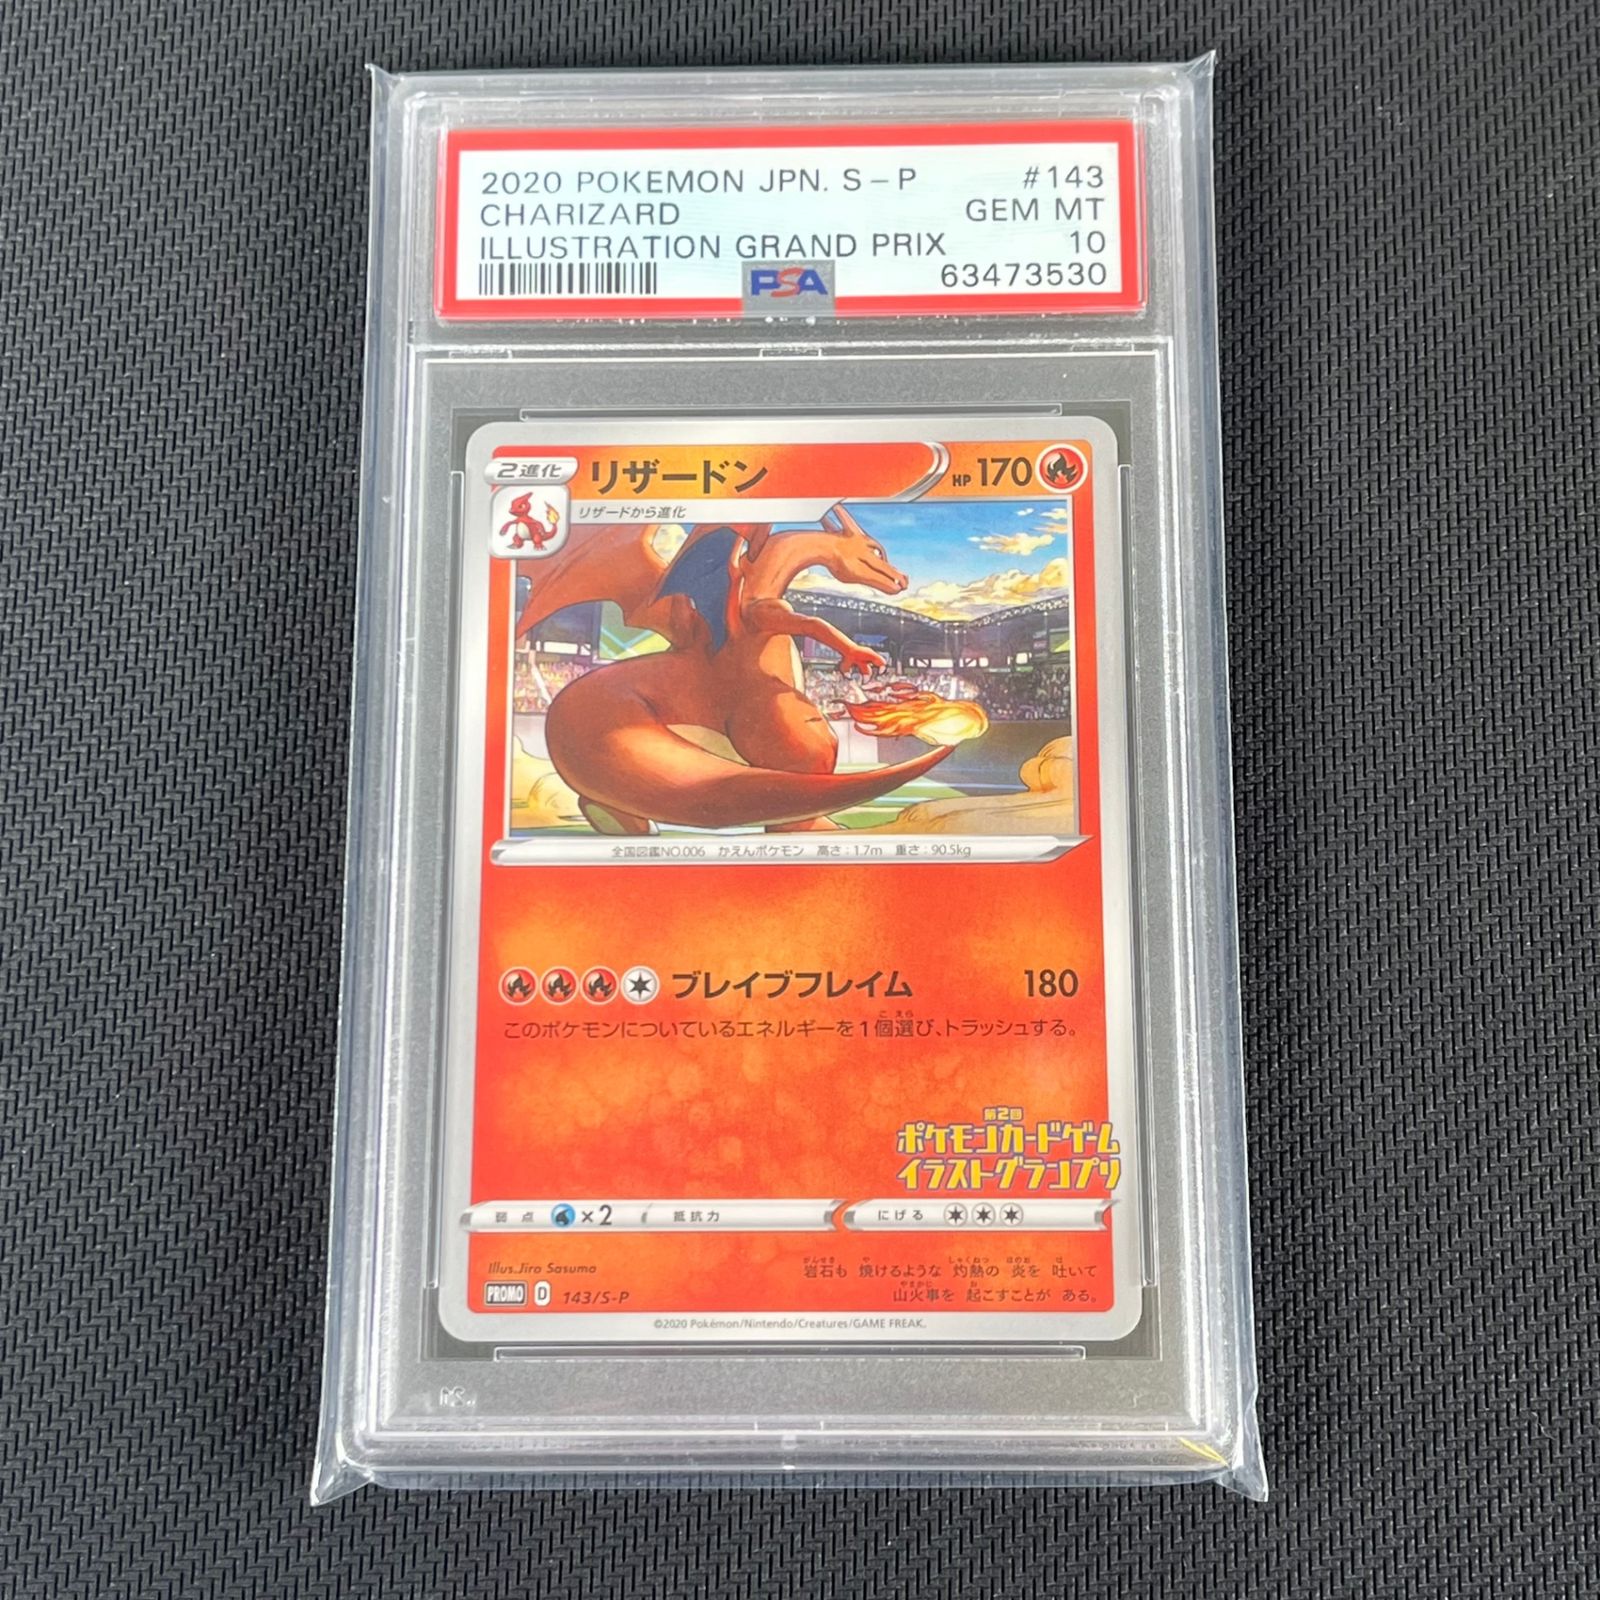 2020 POKEMON JPN. S-P #143
CHARIZARD GEM MT
ILLUSTRATION GRAND PRIX 10
PSA 63473530
2進化 リザードン HP 170
リザードから進化
全国図鑑NO.006 かえんポケモン 高さ:1.7m 重さ:90.5kg
ブレイブフレイム 180
このポケモンについているエネルギーを1個選び、トラッシュする。
第2回
ポケモンカードゲーム
イラストグランプリ
弱点 ×2 抵抗力 にげる
Illus.Jiro Sasuma
岩石も 焼けるような 灼熱の 炎を 吐いて
山火事を 起こすことが ある。
PROMO D 143/S-P
©2020 Pokémon/Nintendo/Creatures/GAME FREAK.